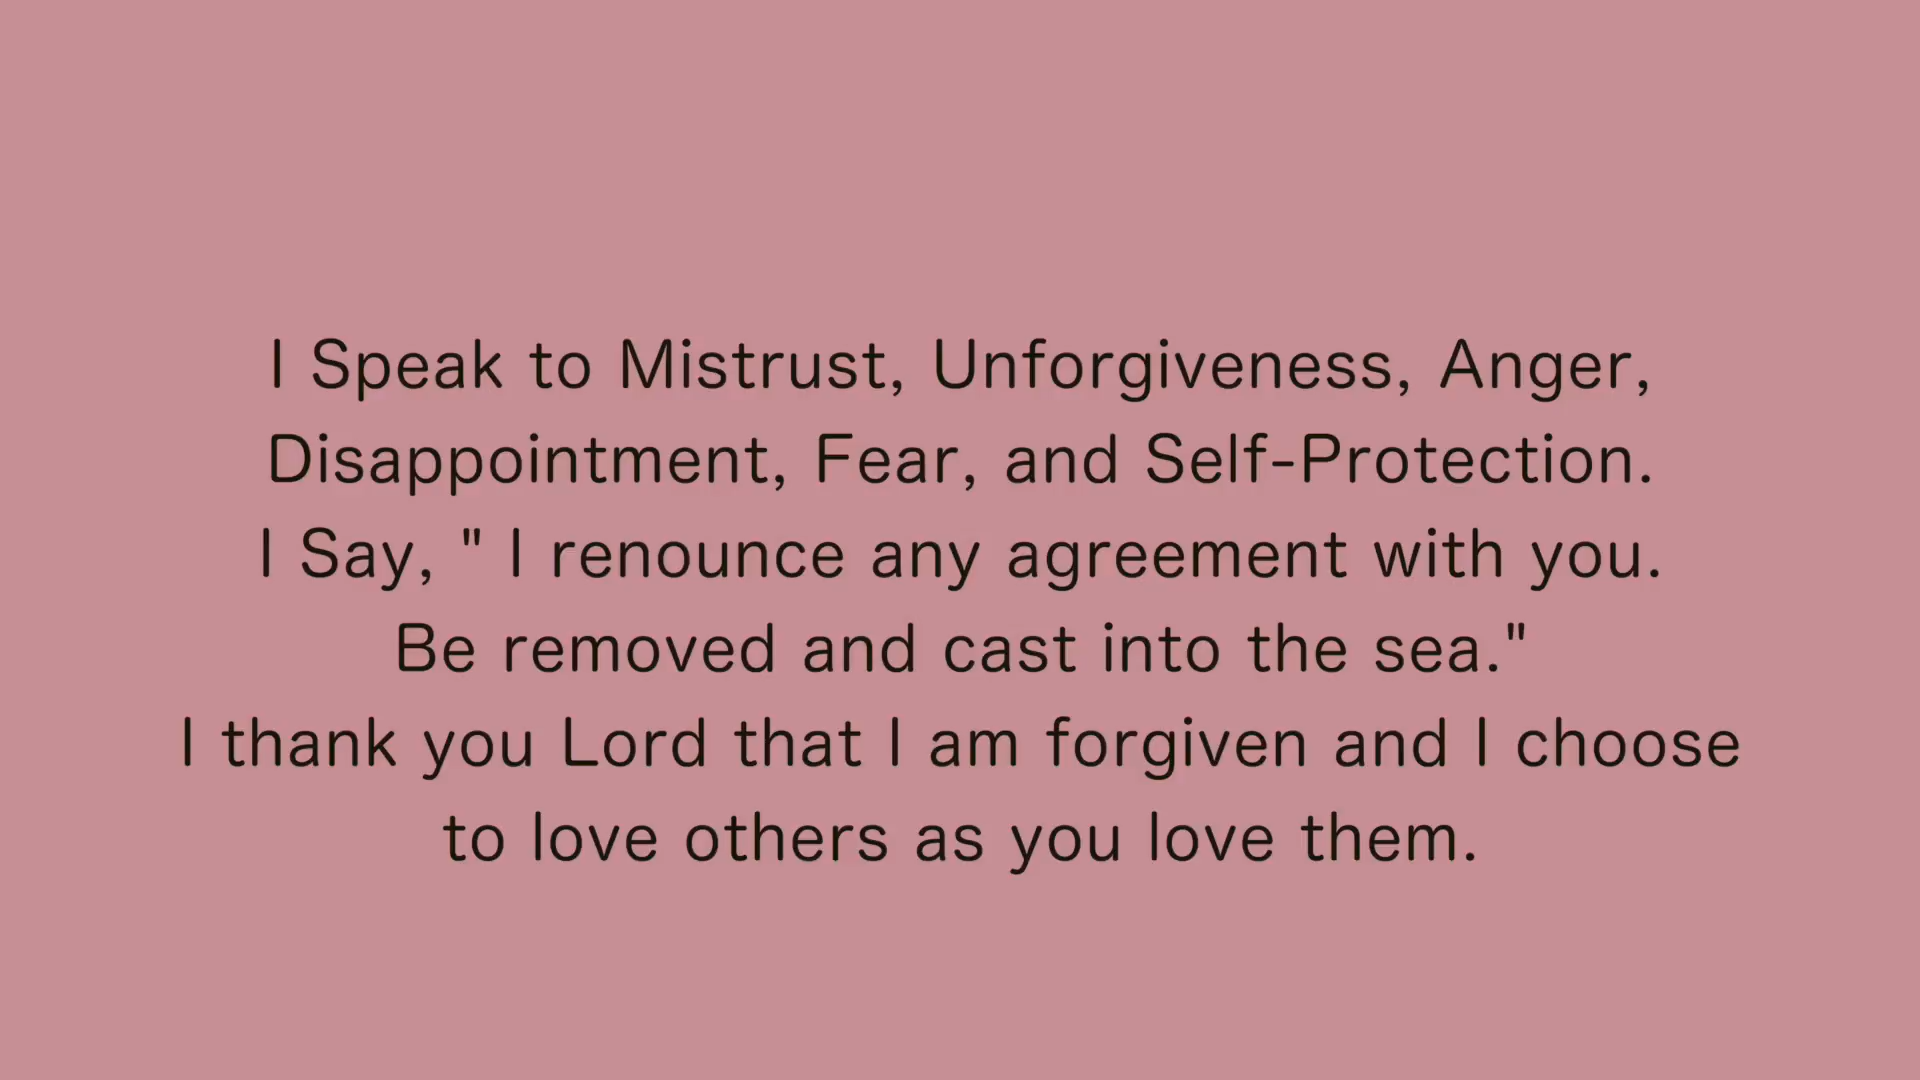 I Speak to Mistrust, Unforgiveness, Anger,
Disappointment, Fear, and Self-Protection.
I Say, " I renounce any agreement with you.
Be removed and cast into the sea."
I thank you Lord that I am forgiven and I choose
to love others as you love them.